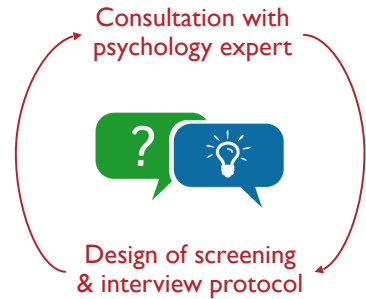 Consultation with
psychology expert
?
Design of screening
& interview protocol